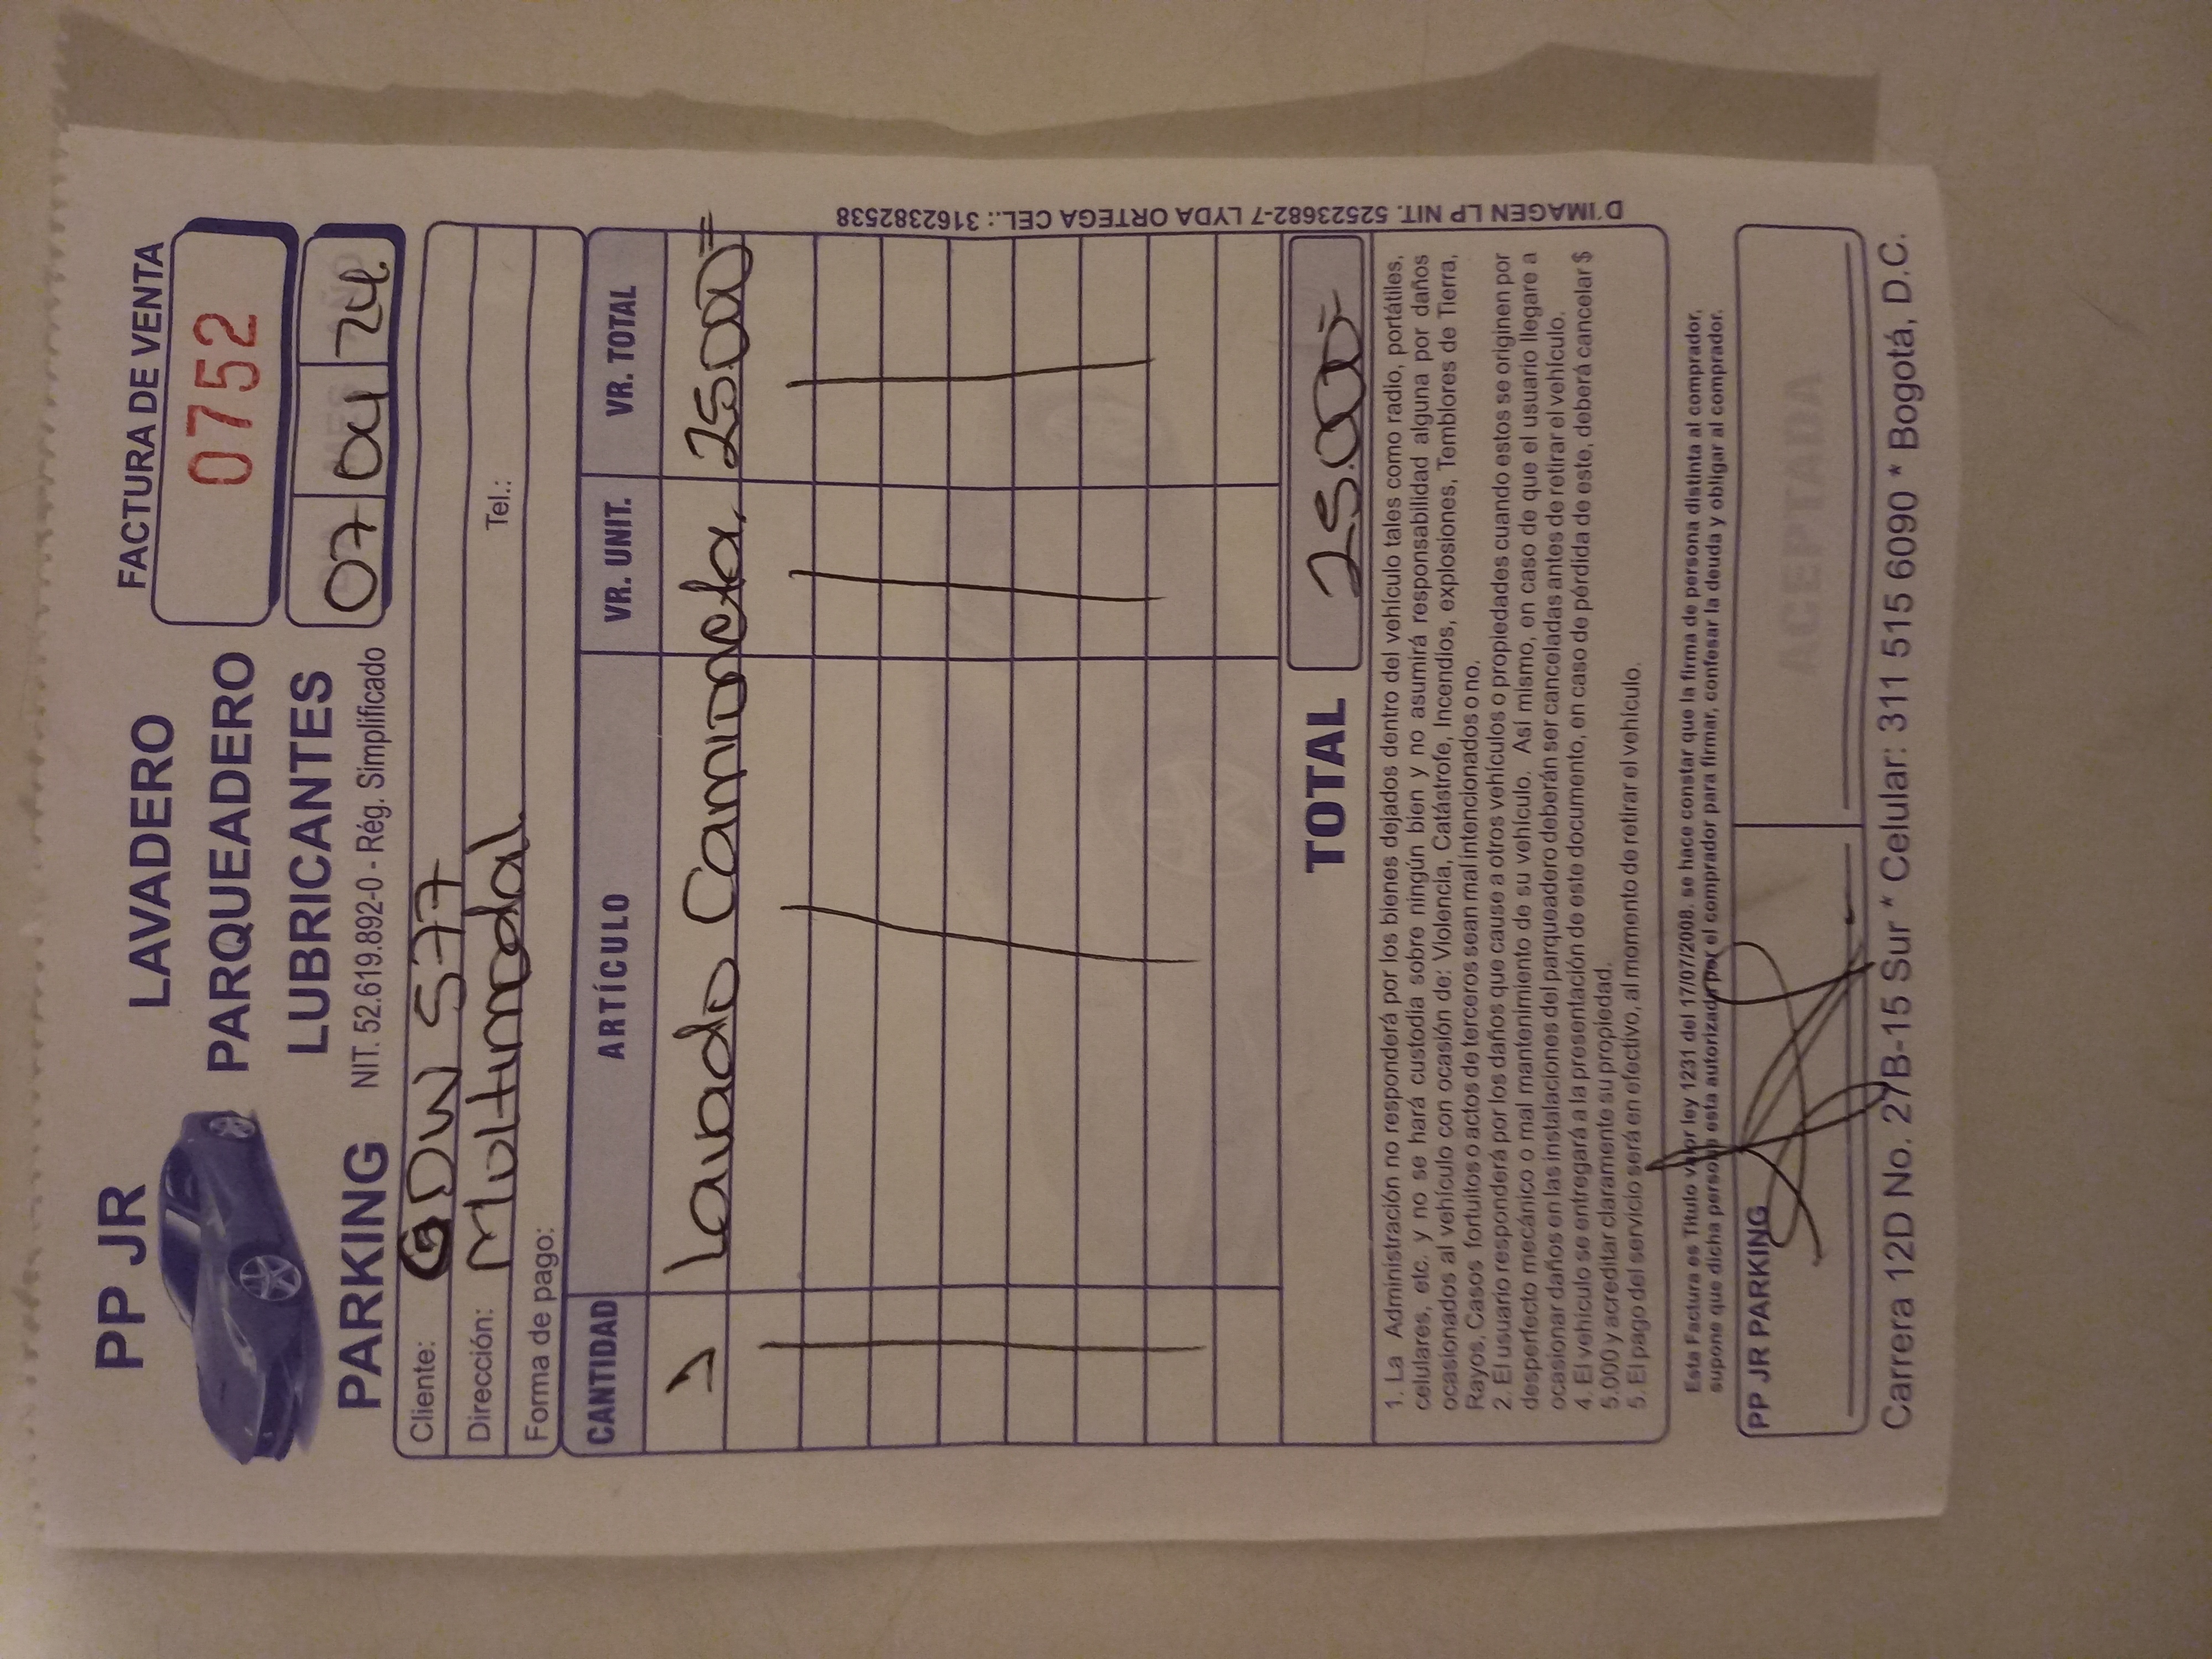 PP JR
PARKING
LAVADERO
PARQUEADERO
LUBRICANTES
NIT. 52.619.892-0 - Rég. Simplificado
FACTURA DE VENTA
0752
07 04 24.
Cliente: GDW 577
Dirección: Multimodal.
Tel.:
Forma de pago:
CANTIDAD ARTÍCULO VR. UNIT. VR. TOTAL
1 lavado Camioneta. 25000=
TOTAL 25.000=
1. La Administración no responderá por los bienes dejados dentro del vehículo tales como radio, portátiles,
celulares, etc. y no se hará custodia sobre ningún bien y no asumirá responsabilidad alguna por daños
ocasionados al vehículo con ocasión de: Violencia, Catástrofe, Incendios, explosiones, Temblores de Tierra,
Rayos, Casos fortuitos o actos de terceros sean mal intencionados o no.
2. El usuario responderá por los daños que cause a otros vehículos o propiedades cuando estos se originen por
desperfecto mecánico o mal mantenimiento de su vehículo. Así mismo, en caso de que el usuario llegare a
ocasionar daños en las instalaciones del parqueadero deberán ser canceladas antes de retirar el vehículo.
4. El vehículo se entregará a la presentación de este documento, en caso de pérdida de este, deberá cancelar $
5.000 y acreditar claramente su propiedad.
5. El pago del servicio será en efectivo, al momento de retirar el vehículo.
Esta Factura es Título valor ley 1231 del 17/07/2008. se hace constar que la firma de persona distinta al comprador,
supone que dicha persona esta autorizada por el comprador para firmar, confesar la deuda y obligar al comprador.
PP JR PARKING
ACEPTADA
Carrera 12D No. 27B-15 Sur * Celular: 311 515 6090 * Bogotá, D.C.
D'IMAGEN LP NIT. 52523682-7 LYDA ORTEGA CEL.: 3162382538